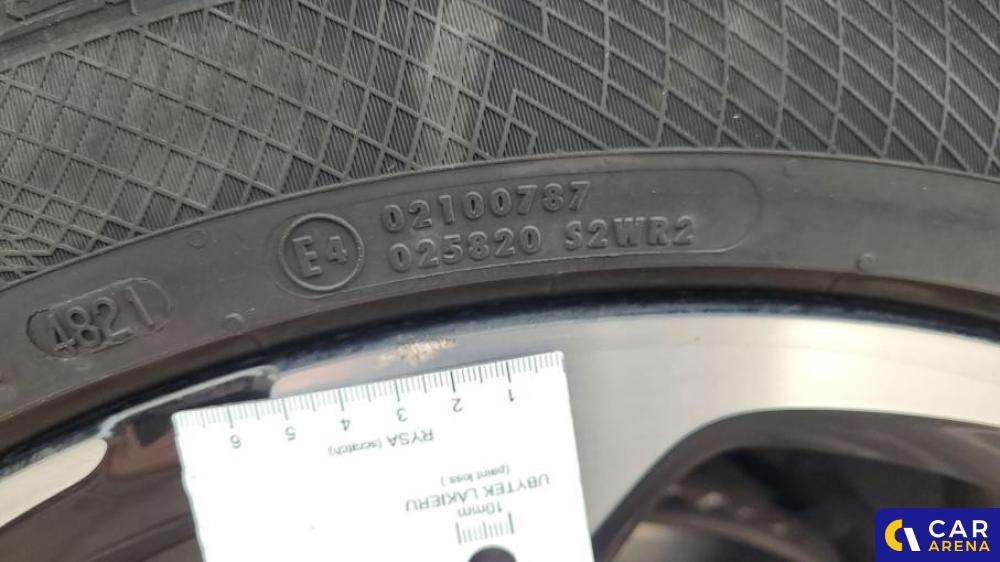 E4
02100787
025820 S2WR2
4821
1 2 3 4 5 6
RYSA (scratch)
UBYTEK LAKIERU
(paint loss)
10mm
CAR
ARENA